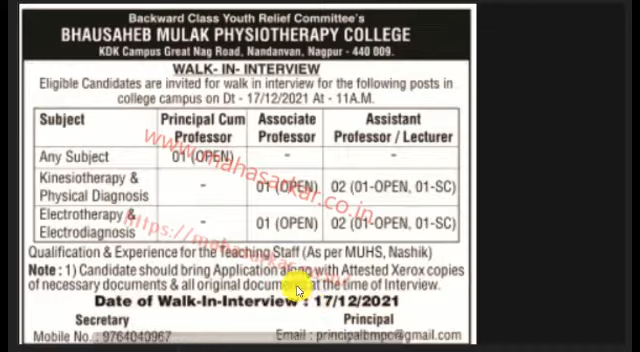 Backward Class Youth Relief Committee's
BHAUSAHEB MULAK PHYSIOTHERAPY COLLEGE
KDK Campus Great Nag Road, Nandanvan, Nagpur - 440 009.
WALK- IN- INTERVIEW
Eligible Candidates are invited for walk in interview for the following posts in
college campus on Dt - 17/12/2021 At - 11A.M.
Subject Principal Cum Professor Associate Professor Assistant Professor / Lecturer
Any Subject 01 (OPEN) - -
Kinesiotherapy & Physical Diagnosis - 01 (OPEN) 02 (01-OPEN, 01-SC)
Electrotherapy & Electrodiagnosis - 01 (OPEN) 02 (01-OPEN, 01-SC)
www.mahasarkar.co.in
Qualification & Experience for the Teaching Staff (As per MUHS, Nashik)
Note : 1) Candidate should bring Application along with Attested Xerox copies
of necessary documents & all original document at the time of Interview.
Date of Walk-In-Interview : 17/12/2021
Secretary Principal
Mobile No. : 9764040967 Email : principalbmpc@gmail.com